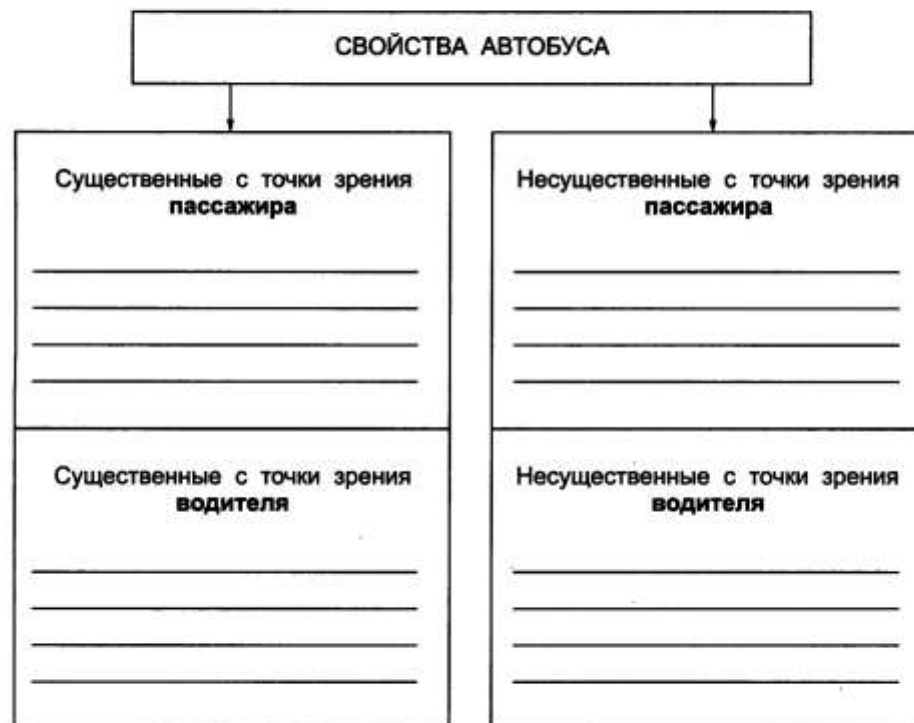 СВОЙСТВА АВТОБУСА
Существенные с точки зрения
пассажира
Несущественные с точки зрения
пассажира
Существенные с точки зрения
водителя
Несущественные с точки зрения
водителя